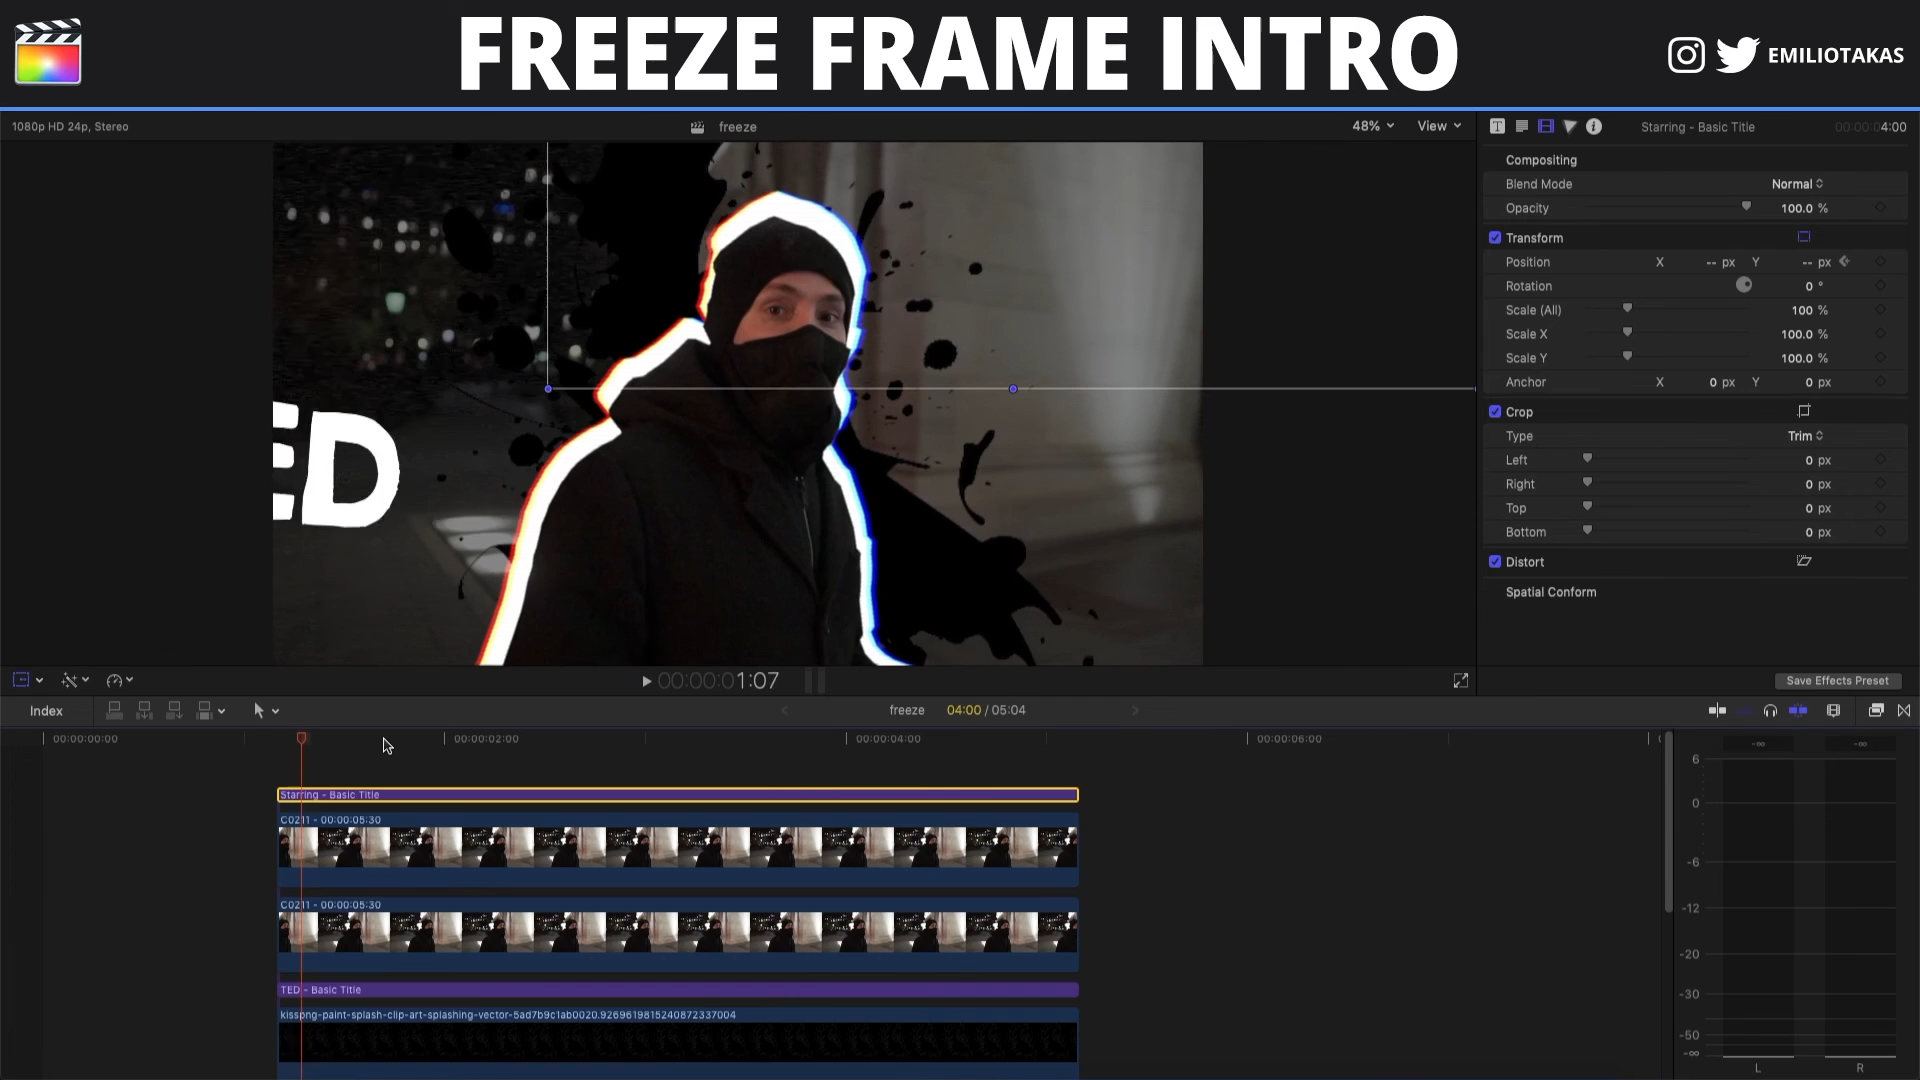 FREEZE FRAME INTRO
EMILIOTAKAS
1080p HD 24p, Stereo
freeze
48%
View
Starring - Basic Title
00:00:04:00
Compositing
Blend Mode
Normal
Opacity
100.0 %
Transform
Position X -- px Y -- px
Rotation
0 °
Scale (All)
100 %
Scale X
100.0 %
Scale Y
100.0 %
Anchor X 0 px Y 0 px
Crop
Type
Trim
Left
0 px
Right
0 px
Top
0 px
Bottom
0 px
Distort
Spatial Conform
ED
00:00:00:01:07
Save Effects Preset
Index
freeze
04:00 / 05:04
00:00:00:00
00:00:02:00
00:00:04:00
00:00:06:00
Starring - Basic Title
C0211 - 00:00:05:30
C0211 - 00:00:05:30
TED - Basic Title
kisspng-paint-splash-clip-art-splashing-vector-5ad7b9c1ab0020.9269619815240872337004
-∞ -∞
6
0
-6
-12
-20
-30
-50
-∞
L R